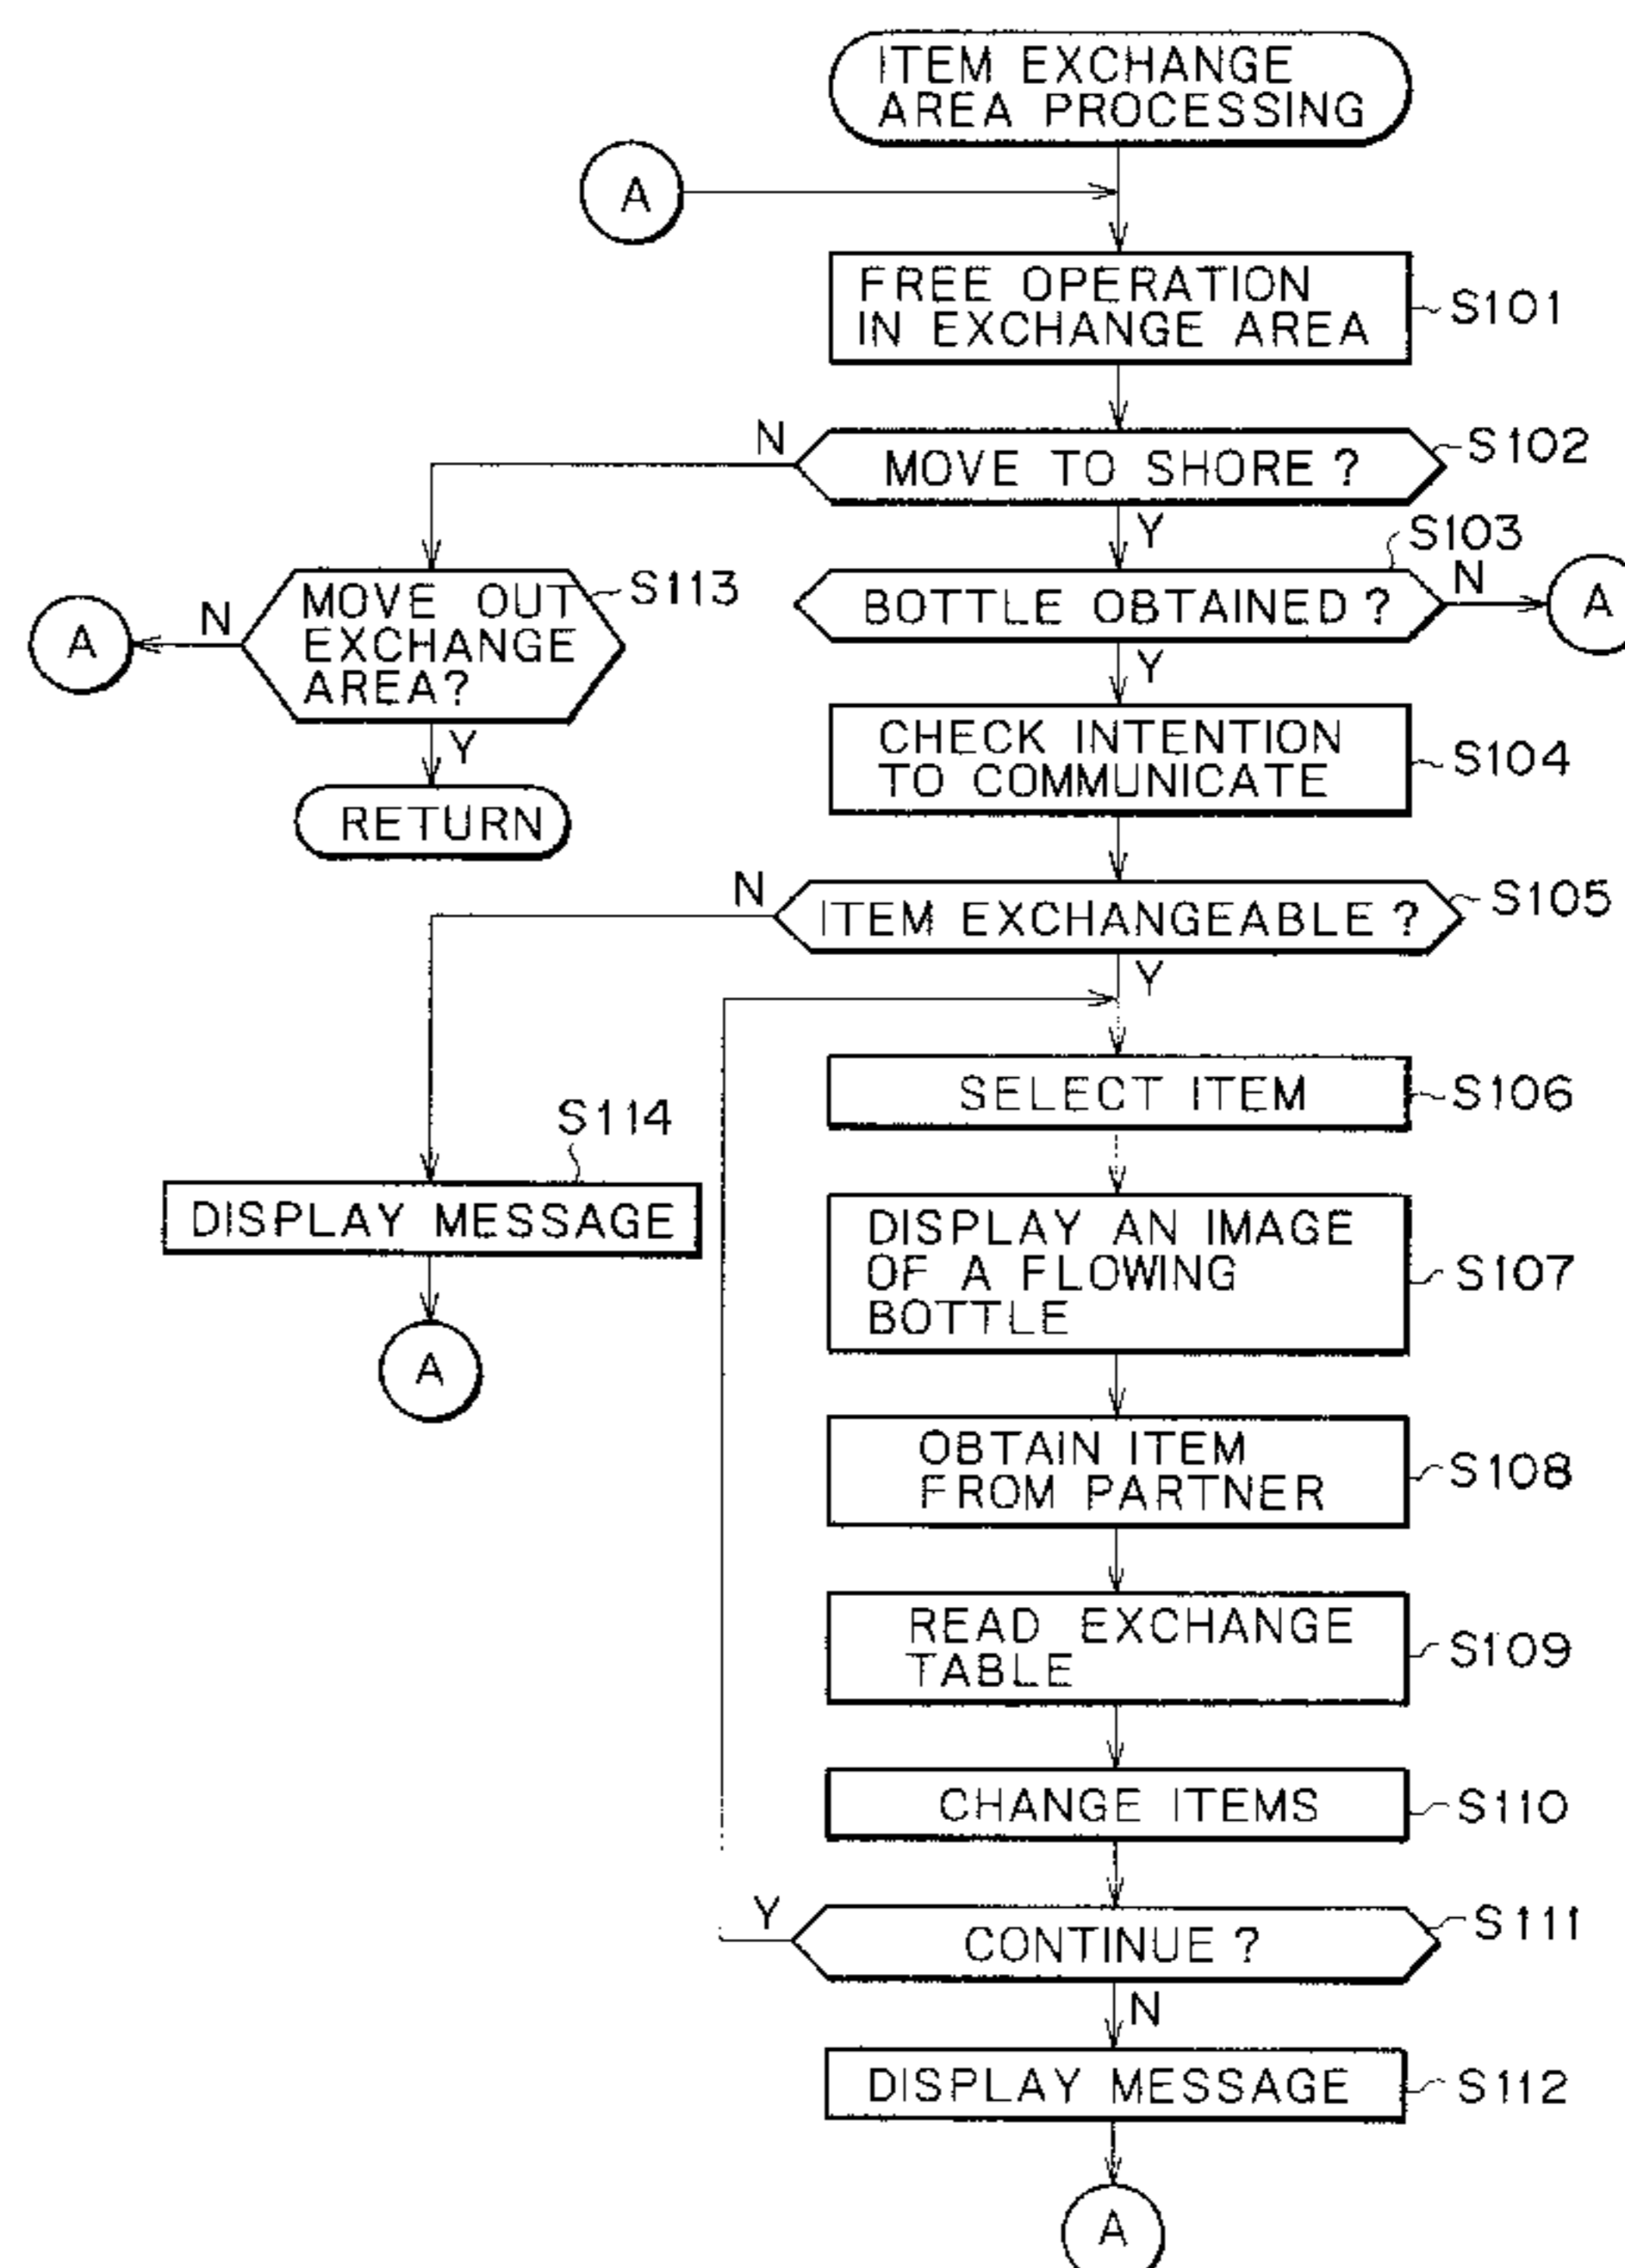 ITEM EXCHANGE
AREA PROCESSING
A
FREE OPERATION
IN EXCHANGE AREA
S101
N
MOVE TO SHORE ?
S102
Y
S103
MOVE OUT
EXCHANGE
AREA?
S113
N
A
BOTTLE OBTAINED ?
N
A
Y
Y
RETURN
CHECK INTENTION
TO COMMUNICATE
S104
N
ITEM EXCHANGEABLE ?
S105
Y
SELECT ITEM
S106
S114
DISPLAY MESSAGE
A
DISPLAY AN IMAGE
OF A FLOWING
BOTTLE
S107
OBTAIN ITEM
FROM PARTNER
S108
READ EXCHANGE
TABLE
S109
CHANGE ITEMS
S110
Y
CONTINUE ?
S111
N
DISPLAY MESSAGE
S112
A